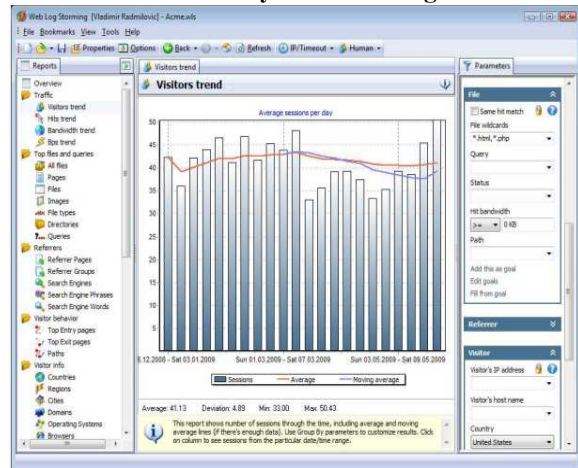 Web Log Storming [Vladimir Radmilovic] - Acme.wls
File Bookmarks View Tools Help
Properties Options Back Refresh IP/Timeout Human
Reports
Overview
Traffic
Visitors trend
Hits trend
Bandwidth trend
Bps trend
Top files and queries
All files
Pages
Files
Images
File types
Directories
Queries
Referrers
Referrer Pages
Referrer Groups
Search Engines
Search Engine Phrases
Search Engine Words
Visitor behavior
Top Entry pages
Top Exit pages
Paths
Visitor info
Countries
Regions
Cities
Domains
Operating Systems
Browsers
Visitors trend
Visitors trend
Average sessions per day
50
45
40
35
30
25
20
15
10
5
8.12.2008 - Sat 03.01.2009 Sun 01.03.2009 - Sat 07.03.2009 Sun 03.05.2009 - Sat 09.05.2009
Sessions Average Moving average
Average: 41.13 Deviation: 4.89 Min: 33.00 Max: 50.43
This report shows number of sessions through the time, including average and moving
average lines (if there's enough data). Use Group By parameters to customize results. Click
on column to see sessions from the particular date/time range.
Parameters
File
Same hit match
File wildcards
*.html,*.php
Query
Status
Hit bandwidth
>= 0 KB
Path
Add this as goal
Edit goals
Fill from goal
Referrer
Visitor
Visitor's IP address
Visitor's host name
Country
United States